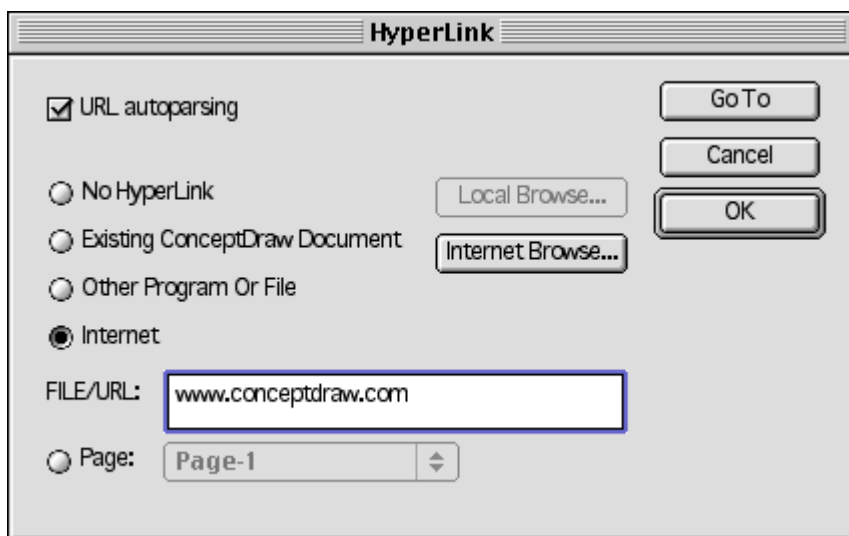 HyperLink
URL autoparsing
Go To
Cancel
OK
No HyperLink
Local Browse...
Existing ConceptDraw Document
Internet Browse...
Other Program Or File
Internet
FILE/URL: www.conceptdraw.com
Page: Page-1